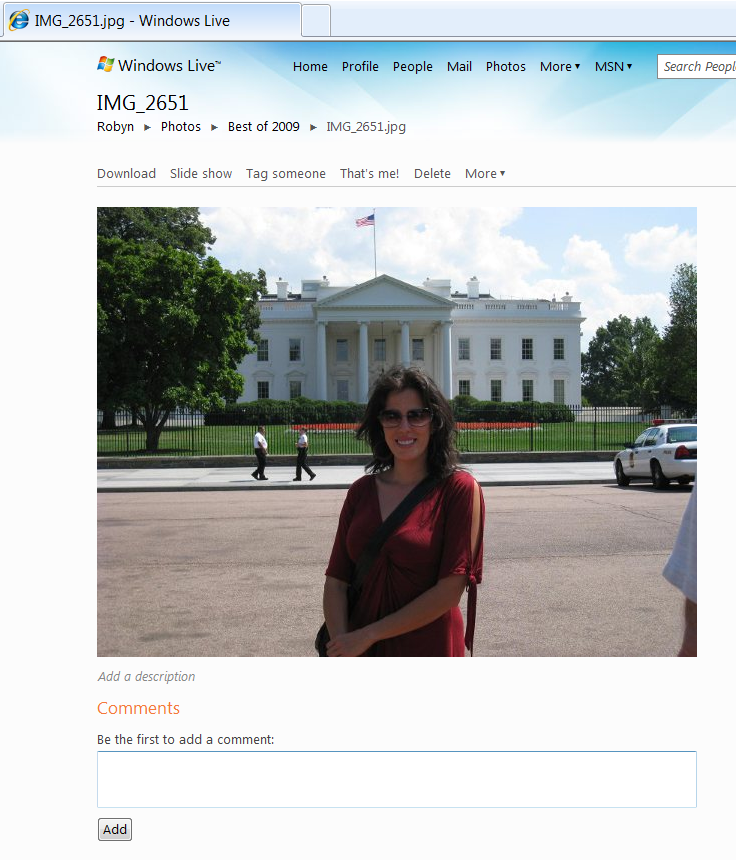 IMG_2651.jpg - Windows Live
Windows Live™ Home Profile People Mail Photos More ▾ MSN ▾ Search
IMG_2651
Robyn ▸ Photos ▸ Best of 2009 ▸ IMG_2651.jpg
Download Slide show Tag someone That's me! Delete More ▾
Add a description
Comments
Be the first to add a comment:
Add